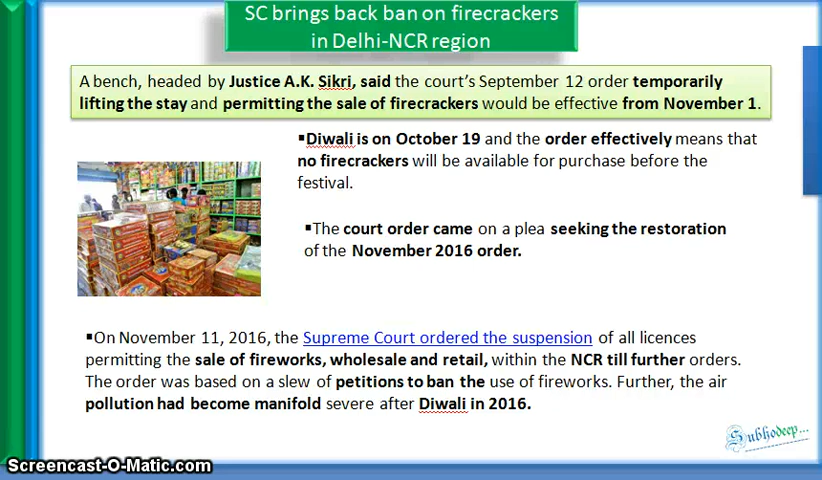 SC brings back ban on firecrackers
in Delhi-NCR region
A bench, headed by Justice A.K. Sikri, said the court's September 12 order temporarily
lifting the stay and permitting the sale of firecrackers would be effective from November 1.
▪Diwali is on October 19 and the order effectively means that
no firecrackers will be available for purchase before the
festival.
▪The court order came on a plea seeking the restoration
of the November 2016 order.
▪On November 11, 2016, the Supreme Court ordered the suspension of all licences
permitting the sale of fireworks, wholesale and retail, within the NCR till further orders.
The order was based on a slew of petitions to ban the use of fireworks. Further, the air
pollution had become manifold severe after Diwali in 2016.
Subhodeep...
Screencast-O-Matic.com